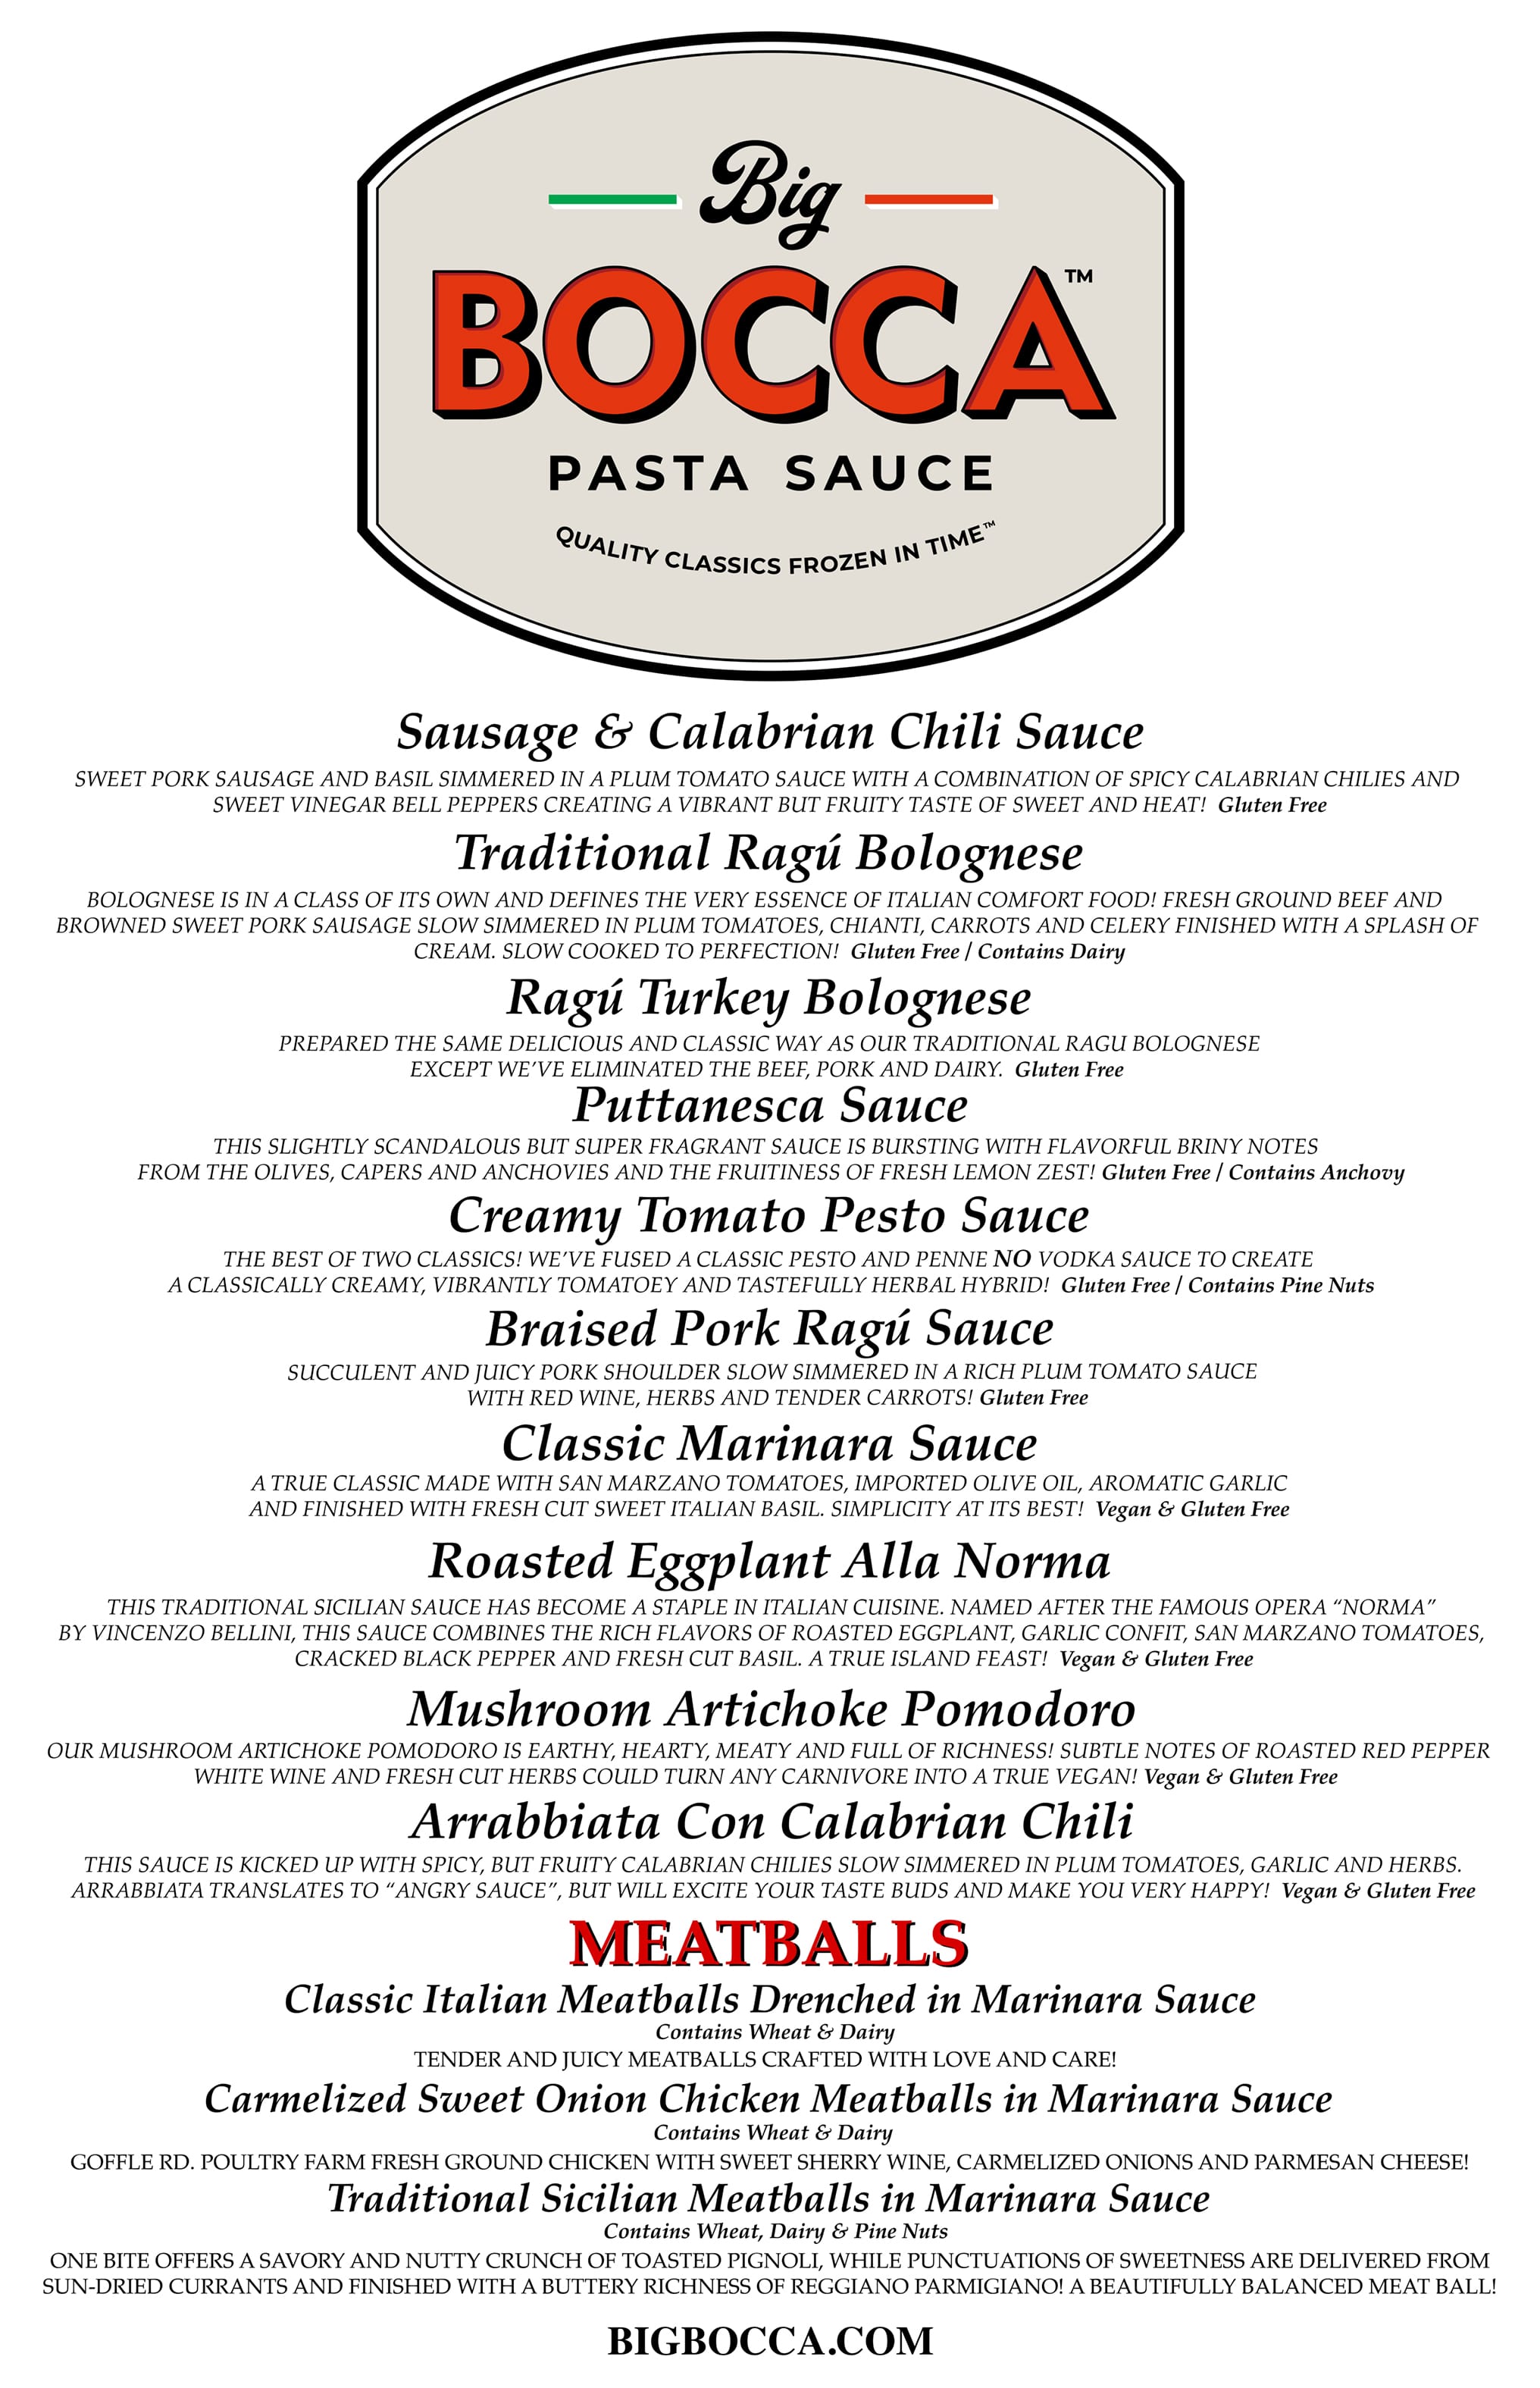 Big
BOCCA™
PASTA SAUCE
QUALITY CLASSICS FROZEN IN TIME™
Sausage & Calabrian Chili Sauce
SWEET PORK SAUSAGE AND BASIL SIMMERED IN A PLUM TOMATO SAUCE WITH A COMBINATION OF SPICY CALABRIAN CHILIES AND
SWEET VINEGAR BELL PEPPERS CREATING A VIBRANT BUT FRUITY TASTE OF SWEET AND HEAT! Gluten Free
Traditional Ragú Bolognese
BOLOGNESE IS IN A CLASS OF ITS OWN AND DEFINES THE VERY ESSENCE OF ITALIAN COMFORT FOOD! FRESH GROUND BEEF AND
BROWNED SWEET PORK SAUSAGE SLOW SIMMERED IN PLUM TOMATOES, CHIANTI, CARROTS AND CELERY FINISHED WITH A SPLASH OF
CREAM. SLOW COOKED TO PERFECTION! Gluten Free / Contains Dairy
Ragú Turkey Bolognese
PREPARED THE SAME DELICIOUS AND CLASSIC WAY AS OUR TRADITIONAL RAGU BOLOGNESE
EXCEPT WE'VE ELIMINATED THE BEEF, PORK AND DAIRY. Gluten Free
Puttanesca Sauce
THIS SLIGHTLY SCANDALOUS BUT SUPER FRAGRANT SAUCE IS BURSTING WITH FLAVORFUL BRINY NOTES
FROM THE OLIVES, CAPERS AND ANCHOVIES AND THE FRUITINESS OF FRESH LEMON ZEST! Gluten Free / Contains Anchovy
Creamy Tomato Pesto Sauce
THE BEST OF TWO CLASSICS! WE'VE FUSED A CLASSIC PESTO AND PENNE NO VODKA SAUCE TO CREATE
A CLASSICALLY CREAMY, VIBRANTLY TOMATOEY AND TASTEFULLY HERBAL HYBRID! Gluten Free / Contains Pine Nuts
Braised Pork Ragú Sauce
SUCCULENT AND JUICY PORK SHOULDER SLOW SIMMERED IN A RICH PLUM TOMATO SAUCE
WITH RED WINE, HERBS AND TENDER CARROTS! Gluten Free
Classic Marinara Sauce
A TRUE CLASSIC MADE WITH SAN MARZANO TOMATOES, IMPORTED OLIVE OIL, AROMATIC GARLIC
AND FINISHED WITH FRESH CUT SWEET ITALIAN BASIL. SIMPLICITY AT ITS BEST! Vegan & Gluten Free
Roasted Eggplant Alla Norma
THIS TRADITIONAL SICILIAN SAUCE HAS BECOME A STAPLE IN ITALIAN CUISINE. NAMED AFTER THE FAMOUS OPERA “NORMA”
BY VINCENZO BELLINI, THIS SAUCE COMBINES THE RICH FLAVORS OF ROASTED EGGPLANT, GARLIC CONFIT, SAN MARZANO TOMATOES,
CRACKED BLACK PEPPER AND FRESH CUT BASIL. A TRUE ISLAND FEAST! Vegan & Gluten Free
Mushroom Artichoke Pomodoro
OUR MUSHROOM ARTICHOKE POMODORO IS EARTHY, HEARTY, MEATY AND FULL OF RICHNESS! SUBTLE NOTES OF ROASTED RED PEPPER
WHITE WINE AND FRESH CUT HERBS COULD TURN ANY CARNIVORE INTO A TRUE VEGAN! Vegan & Gluten Free
Arrabbiata Con Calabrian Chili
THIS SAUCE IS KICKED UP WITH SPICY, BUT FRUITY CALABRIAN CHILIES SLOW SIMMERED IN PLUM TOMATOES, GARLIC AND HERBS.
ARRABBIATA TRANSLATES TO “ANGRY SAUCE”, BUT WILL EXCITE YOUR TASTE BUDS AND MAKE YOU VERY HAPPY! Vegan & Gluten Free
MEATBALLS
Classic Italian Meatballs Drenched in Marinara Sauce
Contains Wheat & Dairy
TENDER AND JUICY MEATBALLS CRAFTED WITH LOVE AND CARE!
Carmelized Sweet Onion Chicken Meatballs in Marinara Sauce
Contains Wheat & Dairy
GOFFLE RD. POULTRY FARM FRESH GROUND CHICKEN WITH SWEET SHERRY WINE, CARMELIZED ONIONS AND PARMESAN CHEESE!
Traditional Sicilian Meatballs in Marinara Sauce
Contains Wheat, Dairy & Pine Nuts
ONE BITE OFFERS A SAVORY AND NUTTY CRUNCH OF TOASTED PIGNOLI, WHILE PUNCTUATIONS OF SWEETNESS ARE DELIVERED FROM
SUN-DRIED CURRANTS AND FINISHED WITH A BUTTERY RICHNESS OF REGGIANO PARMIGIANO! A BEAUTIFULLY BALANCED MEAT BALL!
BIGBOCCA.COM